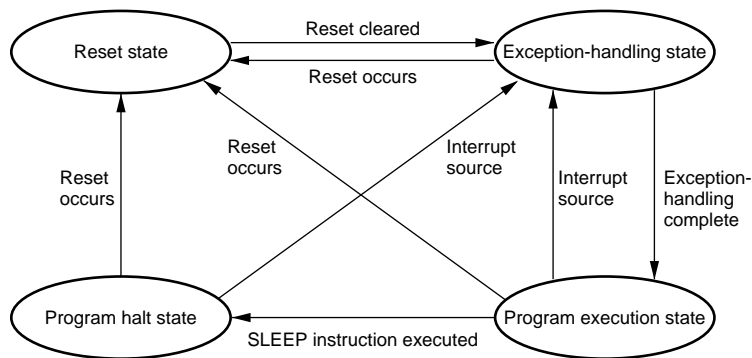 Reset cleared
Reset state
Exception-handling state
Reset occurs
Reset
occurs
Reset
occurs
Interrupt
source
Interrupt
source
Exception-
handling
complete
Program halt state
Program execution state
SLEEP instruction executed